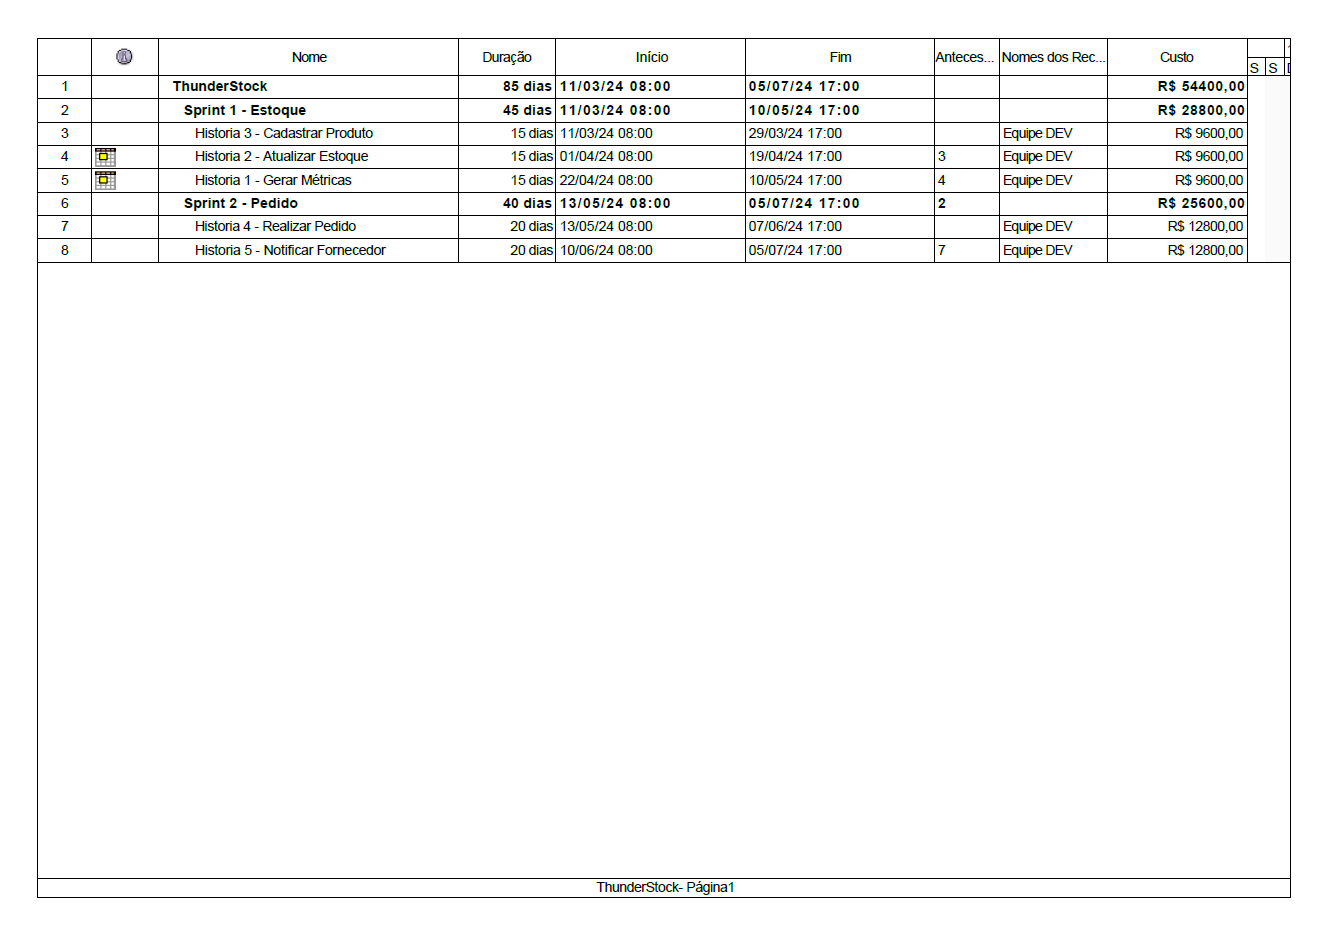 Nome Duração Início Fim Anteces... Nomes dos Rec... Custo
S S
1 ThunderStock 85 dias 11/03/24 08:00 05/07/24 17:00 R$ 54400,00
2 Sprint 1 - Estoque 45 dias 11/03/24 08:00 10/05/24 17:00 R$ 28800,00
3 Historia 3 - Cadastrar Produto 15 dias 11/03/24 08:00 29/03/24 17:00 Equipe DEV R$ 9600,00
4 Historia 2 - Atualizar Estoque 15 dias 01/04/24 08:00 19/04/24 17:00 3 Equipe DEV R$ 9600,00
5 Historia 1 - Gerar Métricas 15 dias 22/04/24 08:00 10/05/24 17:00 4 Equipe DEV R$ 9600,00
6 Sprint 2 - Pedido 40 dias 13/05/24 08:00 05/07/24 17:00 2 R$ 25600,00
7 Historia 4 - Realizar Pedido 20 dias 13/05/24 08:00 07/06/24 17:00 Equipe DEV R$ 12800,00
8 Historia 5 - Notificar Fornecedor 20 dias 10/06/24 08:00 05/07/24 17:00 7 Equipe DEV R$ 12800,00
ThunderStock- Página1